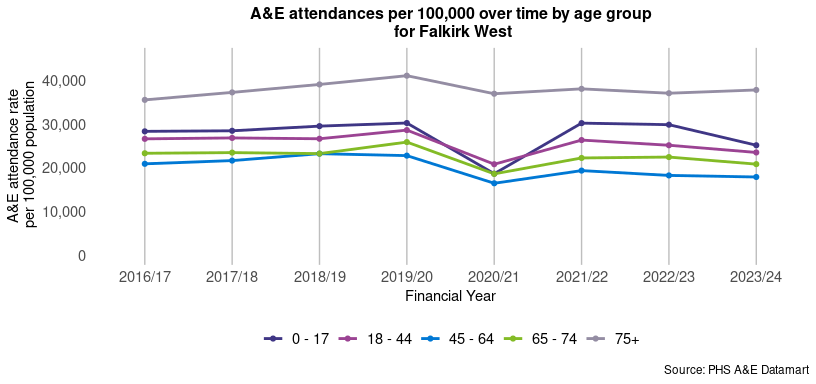 A&E attendances per 100,000 over time by age group
for Falkirk West
A&E attendance rate
per 100,000 population
40,000
30,000
20,000
10,000
0
2016/17 2017/18 2018/19 2019/20 2020/21 2021/22 2022/23 2023/24
Financial Year
0 - 17 18 - 44 45 - 64 65 - 74 75+
Source: PHS A&E Datamart